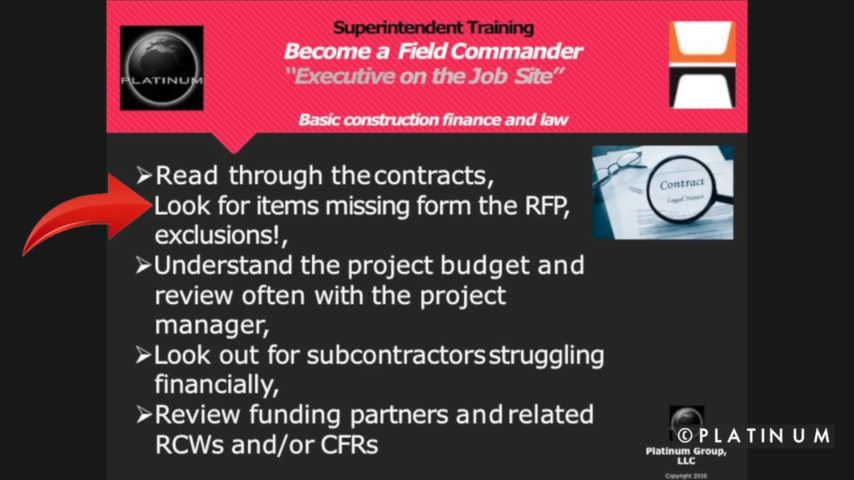 Superintendent Training
Become a Field Commander
"Executive on the Job Site"
Basic construction finance and law
PLATINUM
➢Read through the contracts,
Look for items missing form the RFP,
exclusions!,
➢Understand the project budget and
review often with the project
manager,
➢Look out for subcontractors struggling
financially,
➢Review funding partners and related
RCWs and/or CFRs
Contract
Legal Notes
© PLATINUM
Platinum Group,
LLC
Copyright 2016